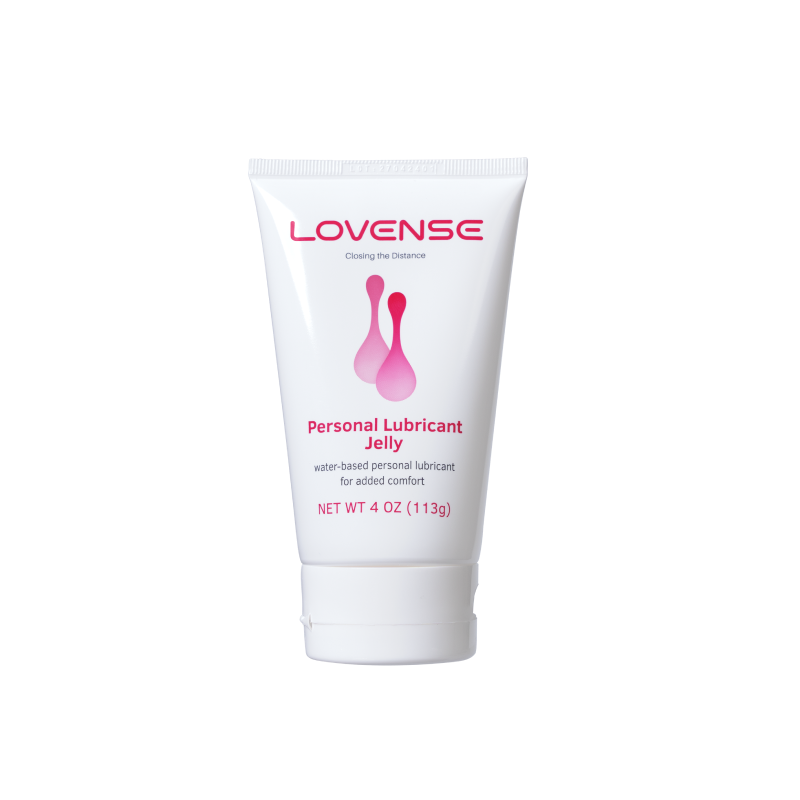 LOVENSE
Closing the Distance
Personal Lubricant
Jelly
water-based personal lubricant
for added comfort
NET WT 4 OZ (113g)